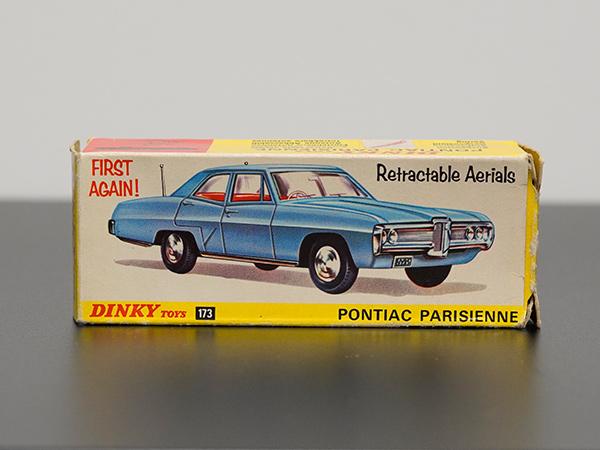 FIRST
AGAIN!
Retractable Aerials
DINKY TOYS 173
PONTIAC PARISIENNE